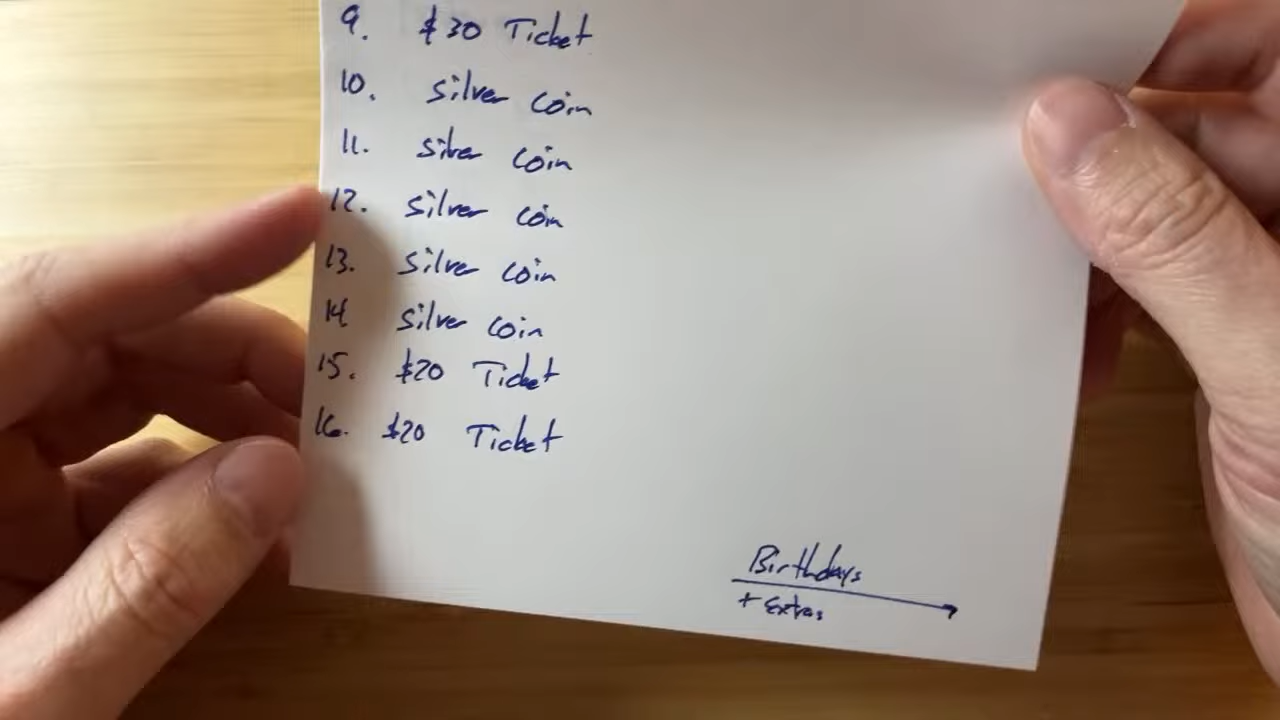 9. $30 Ticket
10. Silver Coin
11. Silver Coin
12. Silver Coin
13. Silver Coin
14 Silver Coin
15. $20 Ticket
16. $20 Ticket
Birthdays
+ Extras